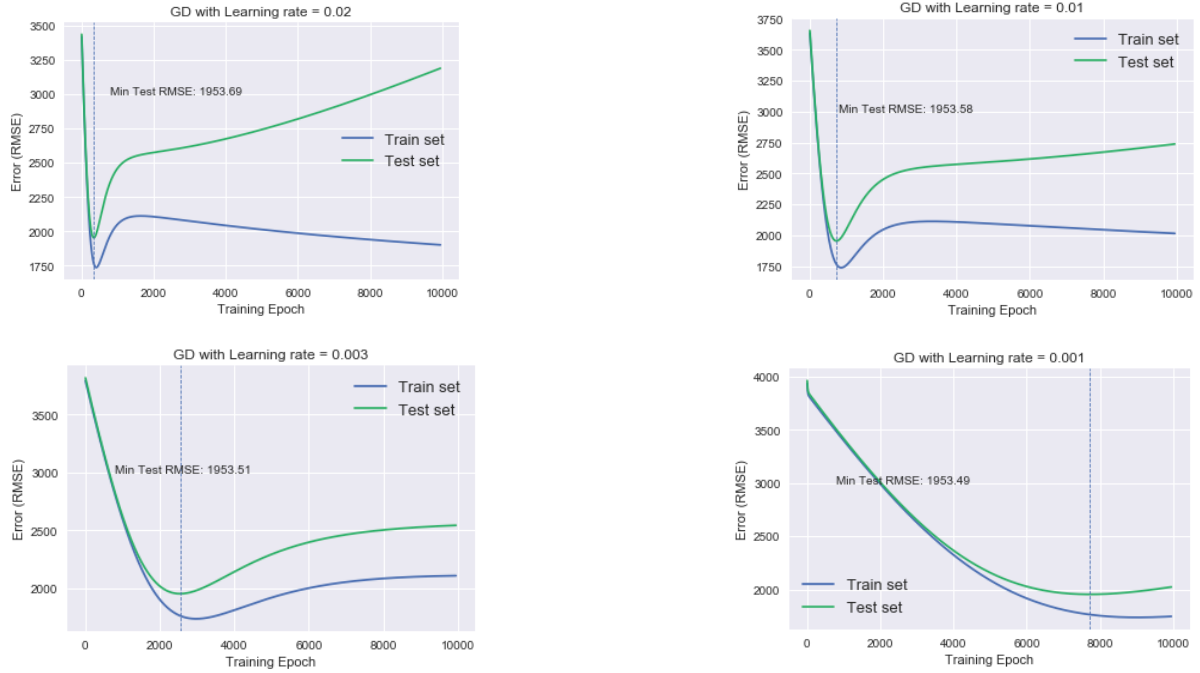 GD with Learning rate = 0.02
3500
3250
3000
2750
2500
2250
2000
1750
Error (RMSE)
Min Test RMSE: 1953.69
Train set
Test set
0 2000 4000 6000 8000 10000
Training Epoch
GD with Learning rate = 0.01
3750
3500
3250
3000
2750
2500
2250
2000
1750
Error (RMSE)
Train set
Test set
Min Test RMSE: 1953.58
0 2000 4000 6000 8000 10000
Training Epoch
GD with Learning rate = 0.003
3500
3000
2500
2000
Error (RMSE)
Train set
Test set
Min Test RMSE: 1953.51
0 2000 4000 6000 8000 10000
Training Epoch
GD with Learning rate = 0.001
4000
3500
3000
2500
2000
Error (RMSE)
Min Test RMSE: 1953.49
Train set
Test set
0 2000 4000 6000 8000 10000
Training Epoch